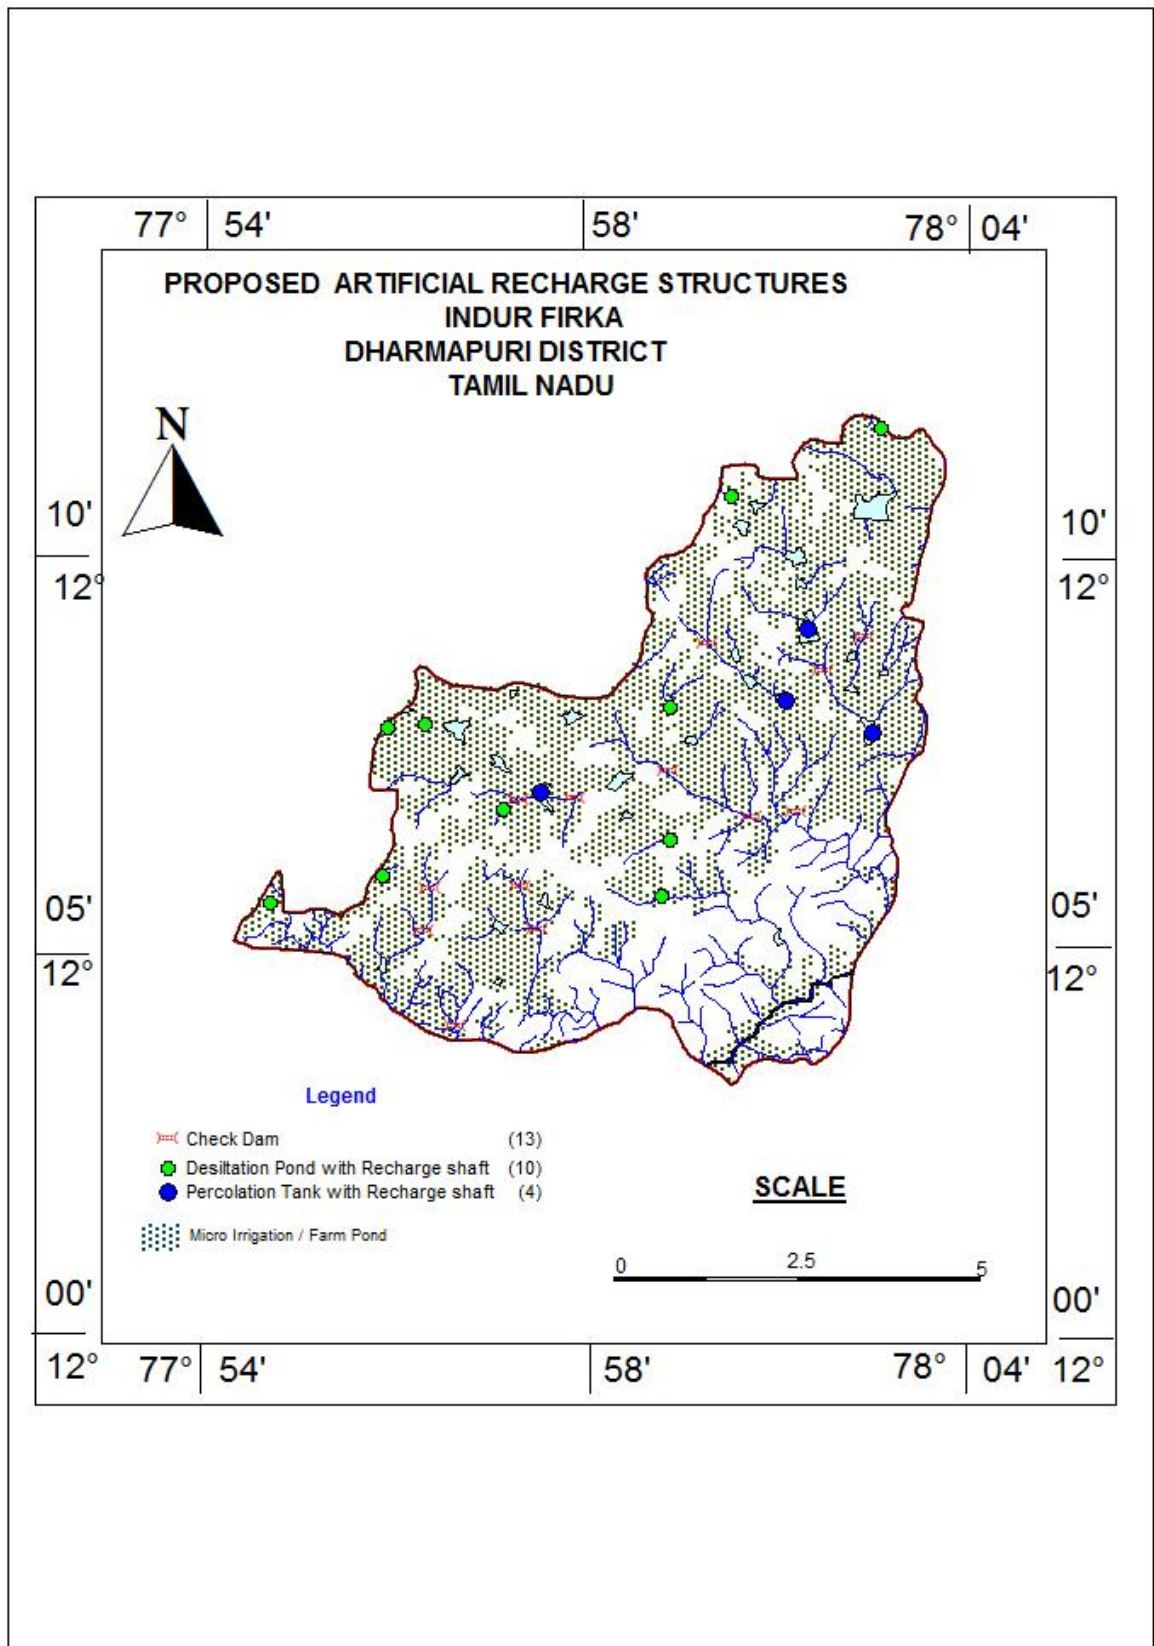 77° 54' 58' 78° 04'
PROPOSED ARTIFICIAL RECHARGE STRUCTURES
INDUR FIRKA
DHARMAPURI DISTRICT
TAMIL NADU
N
10'
12°
10'
12°
05'
12°
05'
12°
Legend
Check Dam (13)
Desiltation Pond with Recharge shaft (10)
Percolation Tank with Recharge shaft (4)
Micro Irrigation / Farm Pond
SCALE
0 2.5 5
00'
12°
00'
12°
77° 54' 58' 78° 04'